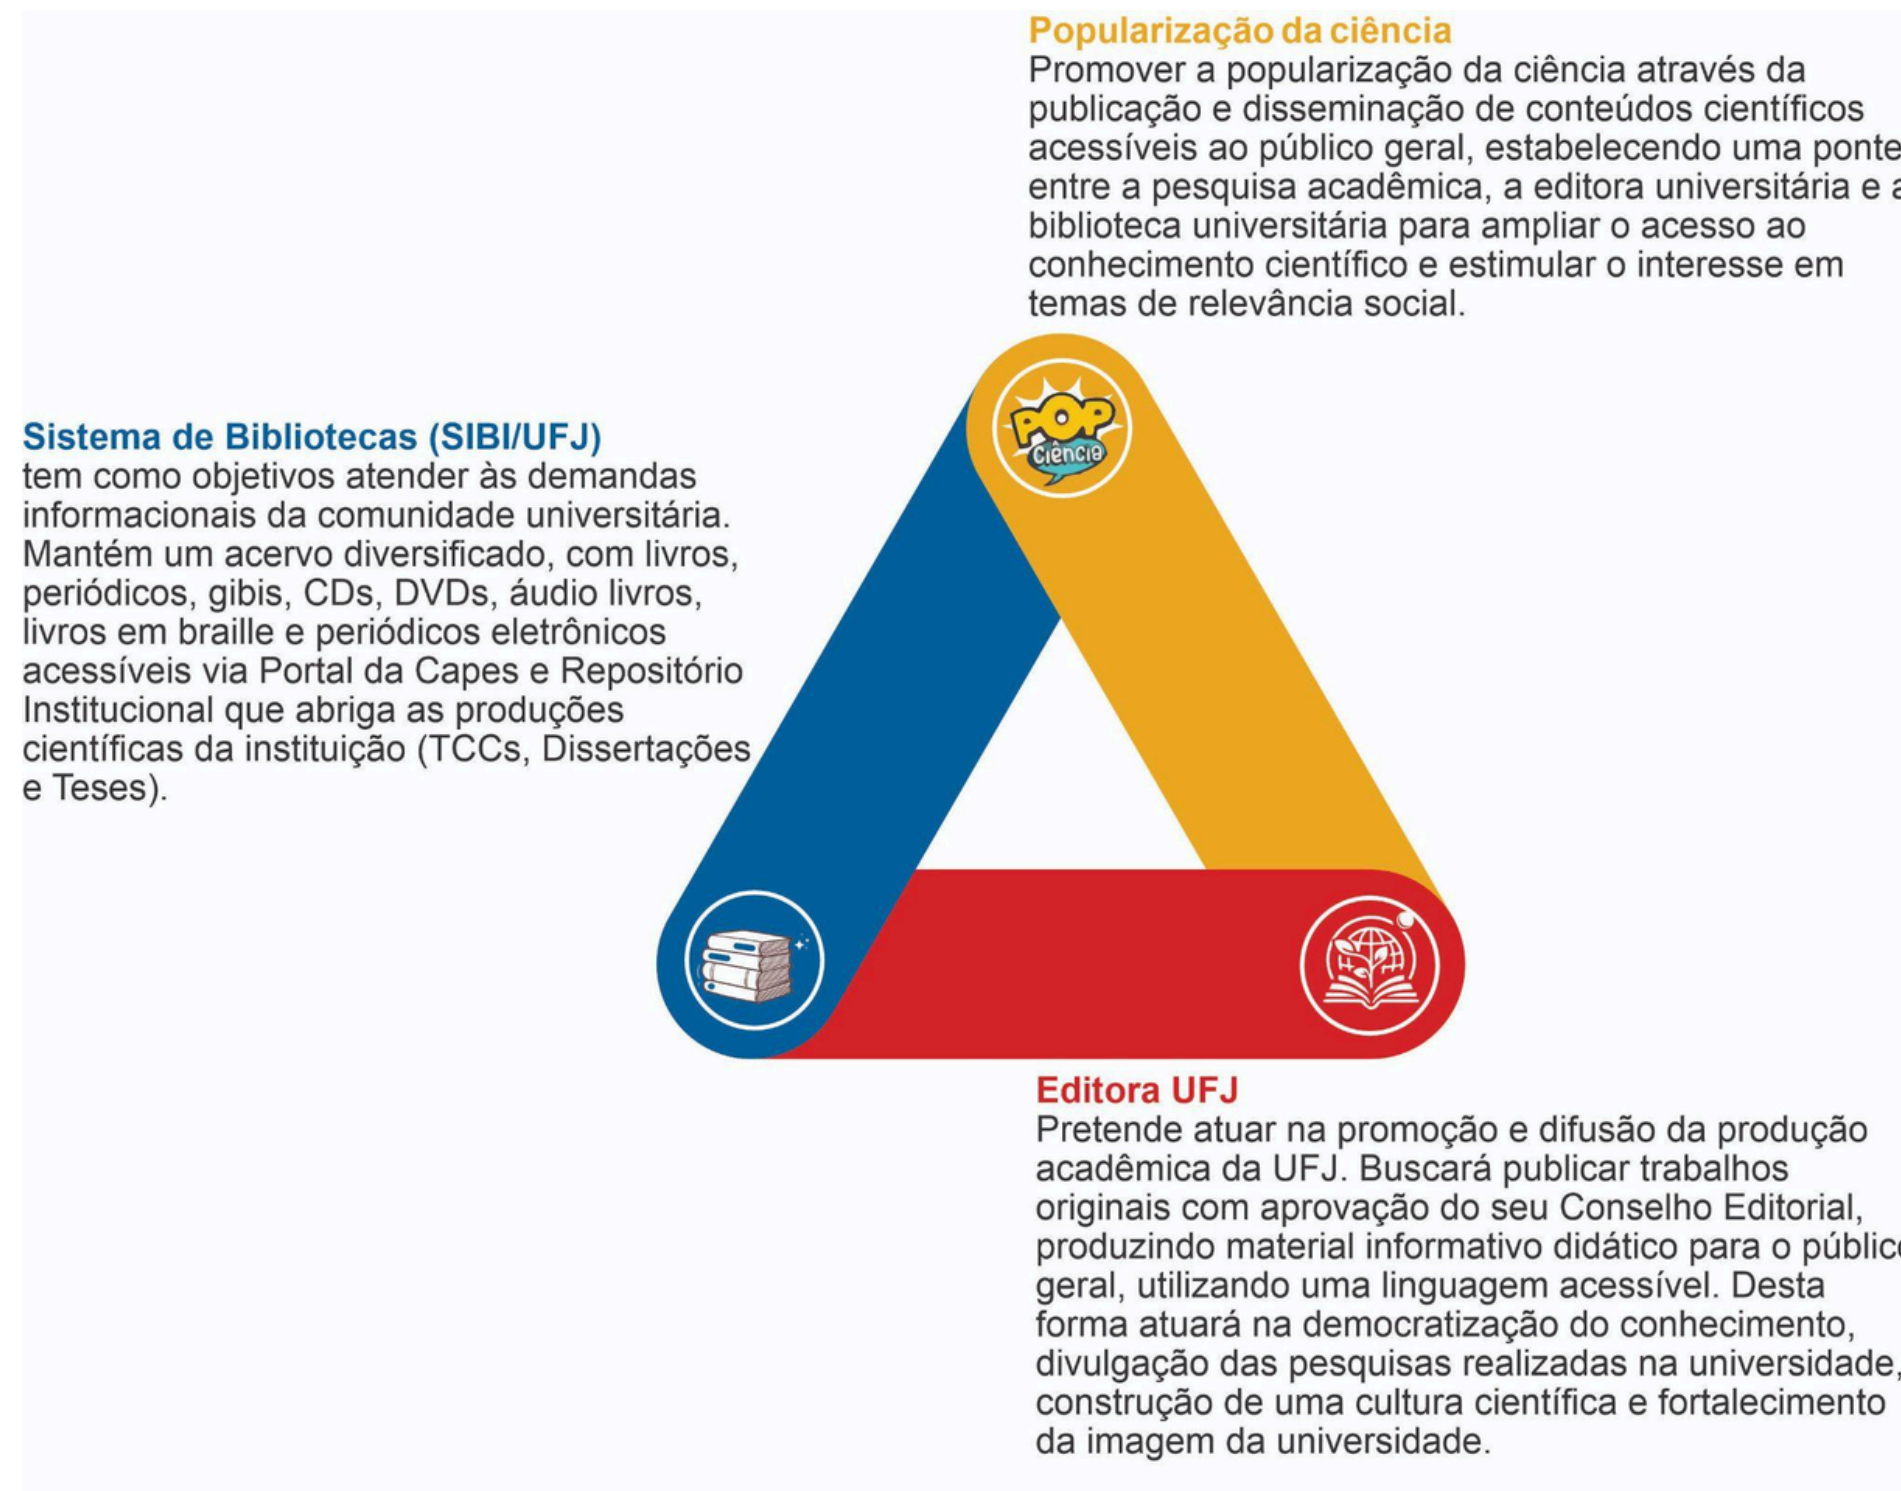 Popularização da ciência
Promover a popularização da ciência através da
publicação e disseminação de conteúdos científicos
acessíveis ao público geral, estabelecendo uma ponte
entre a pesquisa acadêmica, a editora universitária e a
biblioteca universitária para ampliar o acesso ao
conhecimento científico e estimular o interesse em
temas de relevância social.
POP
Ciência
Sistema de Bibliotecas (SIBI/UFJ)
tem como objetivos atender às demandas
informacionais da comunidade universitária.
Mantém um acervo diversificado, com livros,
periódicos, gibis, CDs, DVDs, áudio livros,
livros em braille e periódicos eletrônicos
acessíveis via Portal da Capes e Repositório
Institucional que abriga as produções
científicas da instituição (TCCs, Dissertações
e Teses).
Editora UFJ
Pretende atuar na promoção e difusão da produção
acadêmica da UFJ. Buscará publicar trabalhos
originais com aprovação do seu Conselho Editorial,
produzindo material informativo didático para o público
geral, utilizando uma linguagem acessível. Desta
forma atuará na democratização do conhecimento,
divulgação das pesquisas realizadas na universidade,
construção de uma cultura científica e fortalecimento
da imagem da universidade.